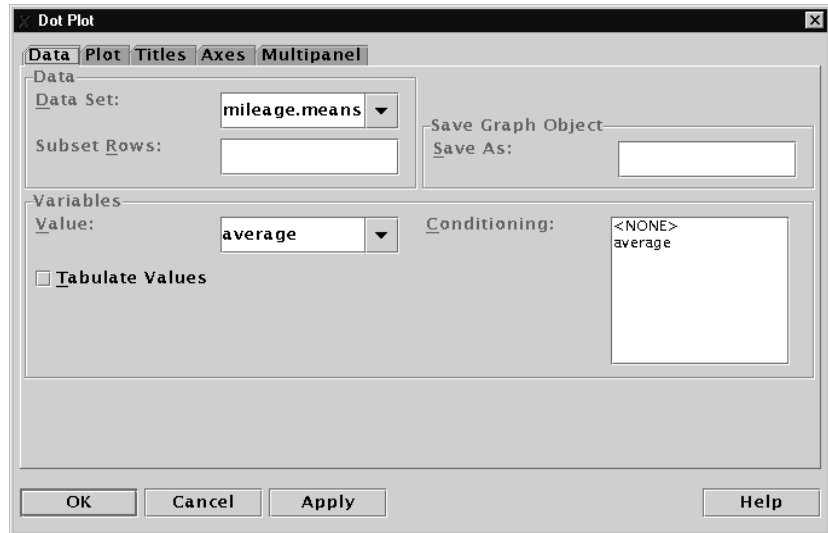 Dot Plot
Data Plot Titles Axes Multipanel
Data
Data Set:
mileage.means
Subset Rows:
Save Graph Object
Save As:
Variables
Value:
average
Tabulate Values
Conditioning:
<NONE>
average
OK Cancel Apply Help